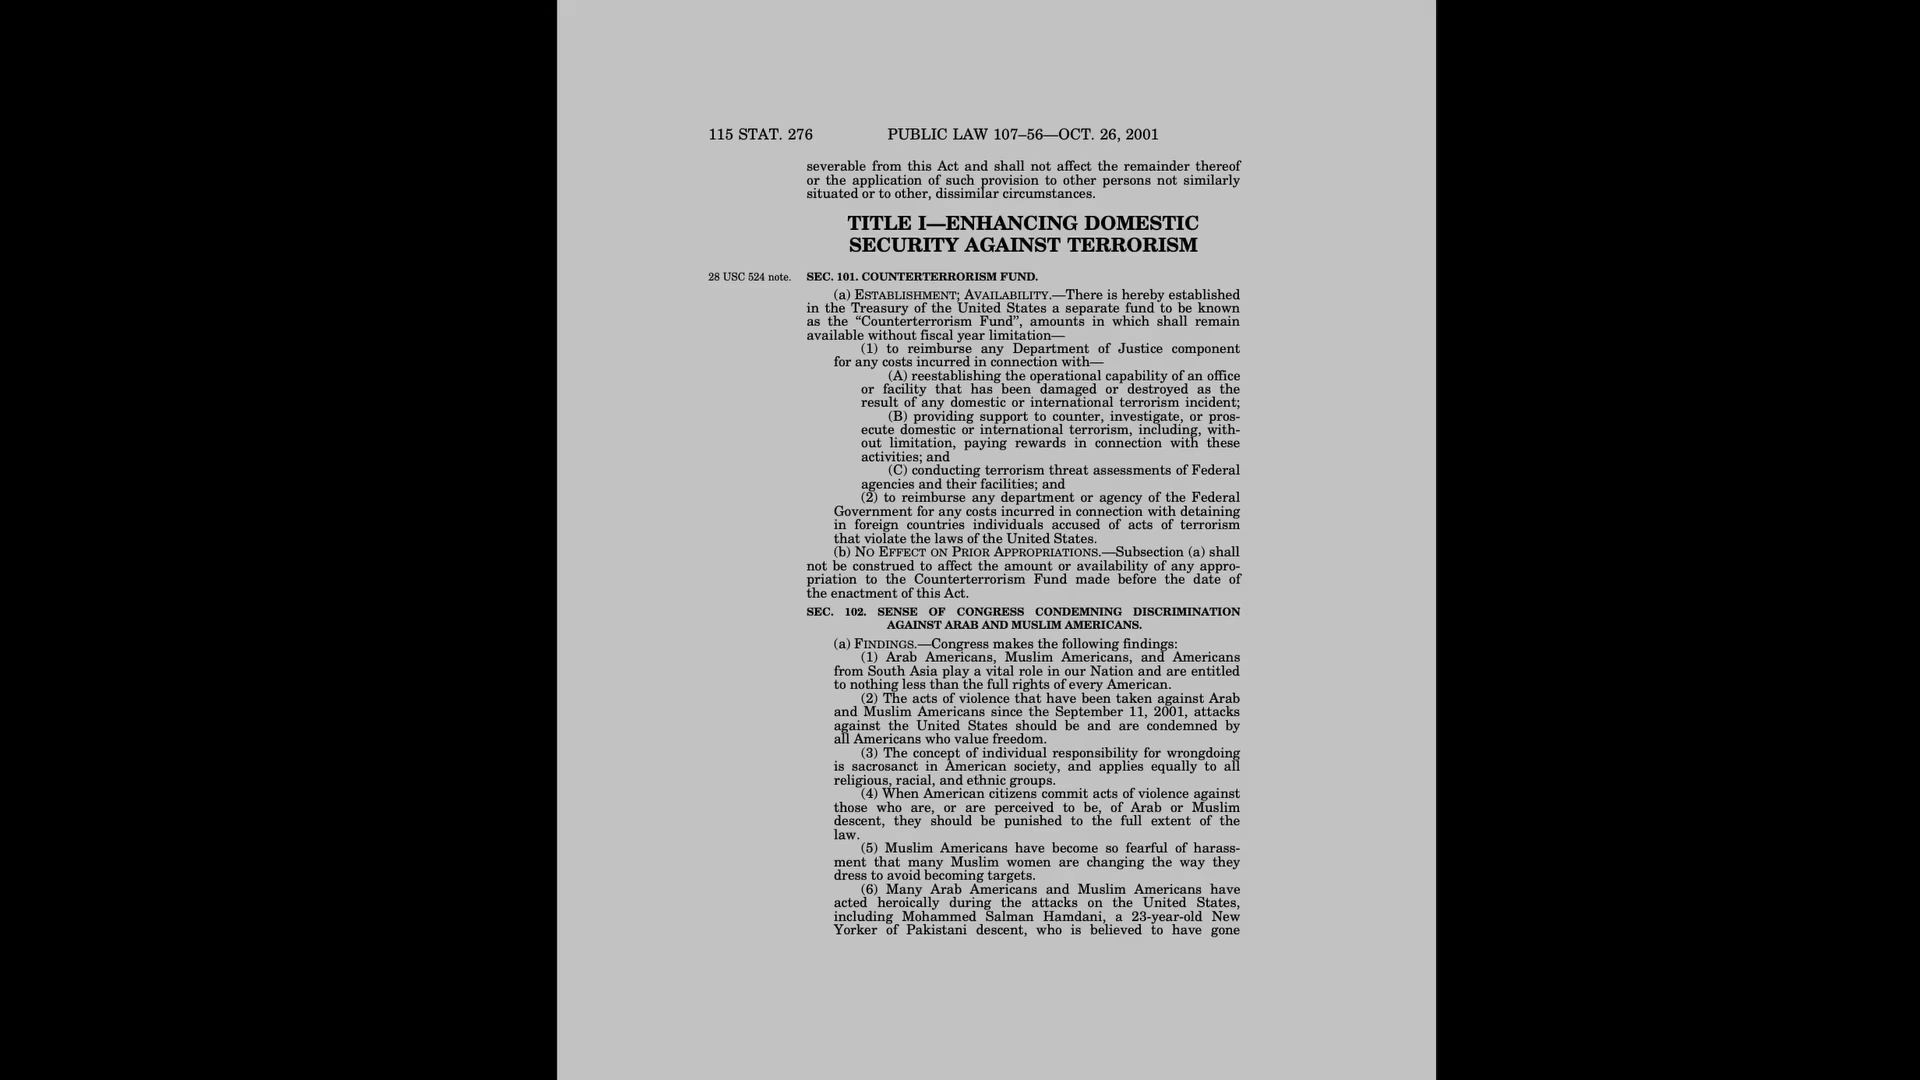 115 STAT. 276 PUBLIC LAW 107–56—OCT. 26, 2001
severable from this Act and shall not affect the remainder thereof
or the application of such provision to other persons not similarly
situated or to other, dissimilar circumstances.
TITLE I—ENHANCING DOMESTIC
SECURITY AGAINST TERRORISM
28 USC 524 note. SEC. 101. COUNTERTERRORISM FUND.
(a) ESTABLISHMENT; AVAILABILITY.—There is hereby established
in the Treasury of the United States a separate fund to be known
as the “Counterterrorism Fund”, amounts in which shall remain
available without fiscal year limitation—
(1) to reimburse any Department of Justice component
for any costs incurred in connection with—
(A) reestablishing the operational capability of an office
or facility that has been damaged or destroyed as the
result of any domestic or international terrorism incident;
(B) providing support to counter, investigate, or pros-
ecute domestic or international terrorism, including, with-
out limitation, paying rewards in connection with these
activities; and
(C) conducting terrorism threat assessments of Federal
agencies and their facilities; and
(2) to reimburse any department or agency of the Federal
Government for any costs incurred in connection with detaining
in foreign countries individuals accused of acts of terrorism
that violate the laws of the United States.
(b) NO EFFECT ON PRIOR APPROPRIATIONS.—Subsection (a) shall
not be construed to affect the amount or availability of any appro-
priation to the Counterterrorism Fund made before the date of
the enactment of this Act.
SEC. 102. SENSE OF CONGRESS CONDEMNING DISCRIMINATION
AGAINST ARAB AND MUSLIM AMERICANS.
(a) FINDINGS.—Congress makes the following findings:
(1) Arab Americans, Muslim Americans, and Americans
from South Asia play a vital role in our Nation and are entitled
to nothing less than the full rights of every American.
(2) The acts of violence that have been taken against Arab
and Muslim Americans since the September 11, 2001, attacks
against the United States should be and are condemned by
all Americans who value freedom.
(3) The concept of individual responsibility for wrongdoing
is sacrosanct in American society, and applies equally to all
religious, racial, and ethnic groups.
(4) When American citizens commit acts of violence against
those who are, or are perceived to be, of Arab or Muslim
descent, they should be punished to the full extent of the
law.
(5) Muslim Americans have become so fearful of harass-
ment that many Muslim women are changing the way they
dress to avoid becoming targets.
(6) Many Arab Americans and Muslim Americans have
acted heroically during the attacks on the United States,
including Mohammed Salman Hamdani, a 23-year-old New
Yorker of Pakistani descent, who is believed to have gone